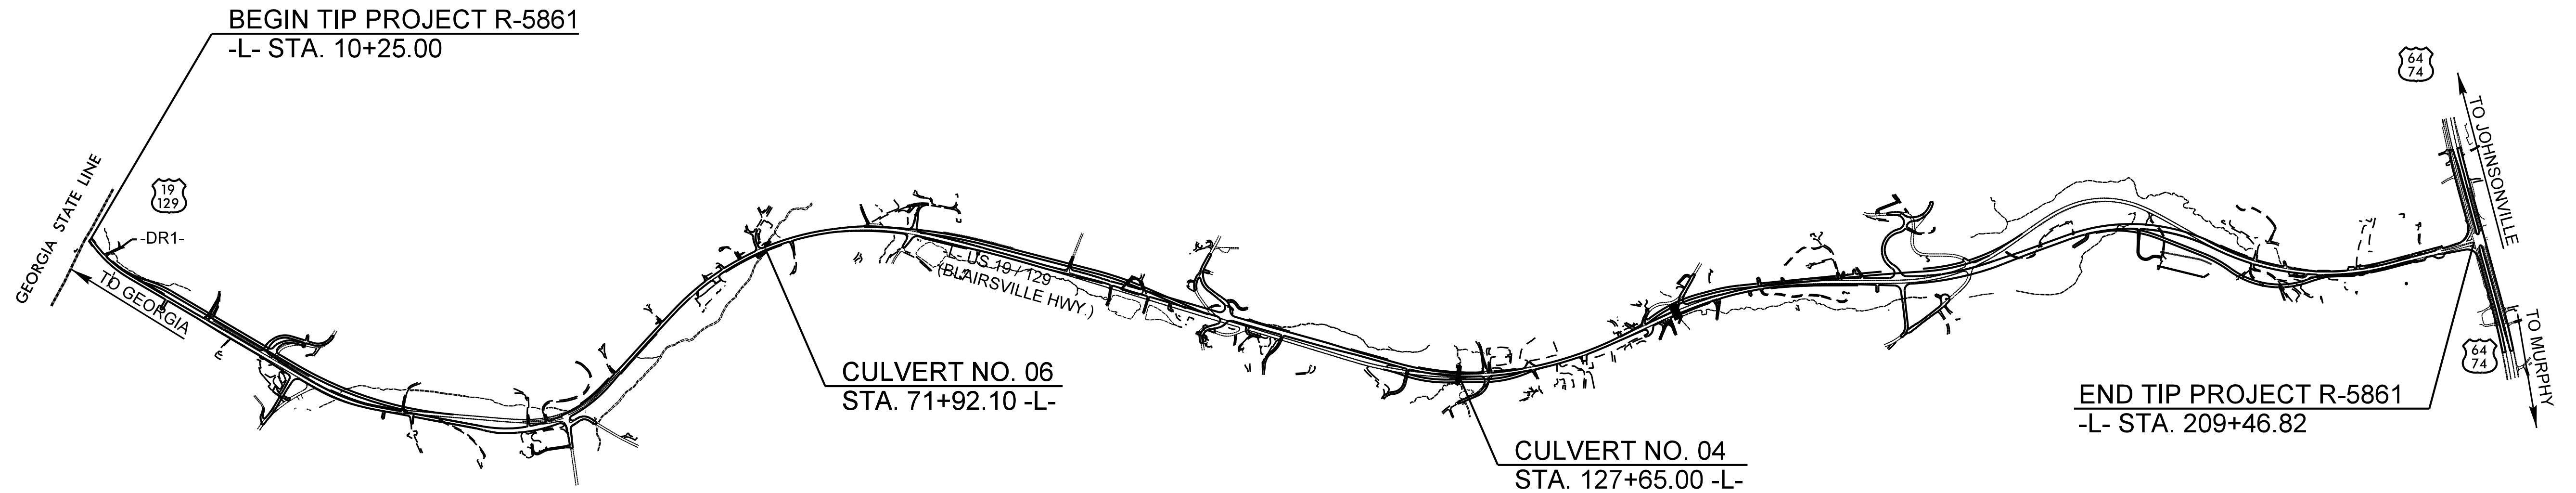 BEGIN TIP PROJECT R-5861
-L- STA. 10+25.00
64
74
TO JOHNSONVILLE
GEORGIA STATE LINE
19
129
-DR1-
TO GEORGIA
-L- US 19 / 129
(BLAIRSVILLE HWY.)
CULVERT NO. 06
STA. 71+92.10 -L-
CULVERT NO. 04
STA. 127+65.00 -L-
64
74
TO MURPHY
END TIP PROJECT R-5861
-L- STA. 209+46.82